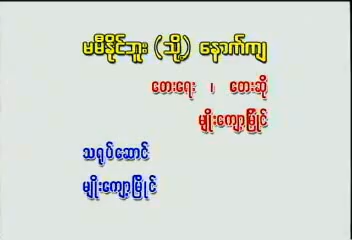 မမီနိုင်ဘူး (သို့) နောက်ကျ
တေးရေး ၊ တေးဆို
မျိုးကျော့မြိုင်
သရုပ်ဆောင်
မျိုးကျော့မြိုင်